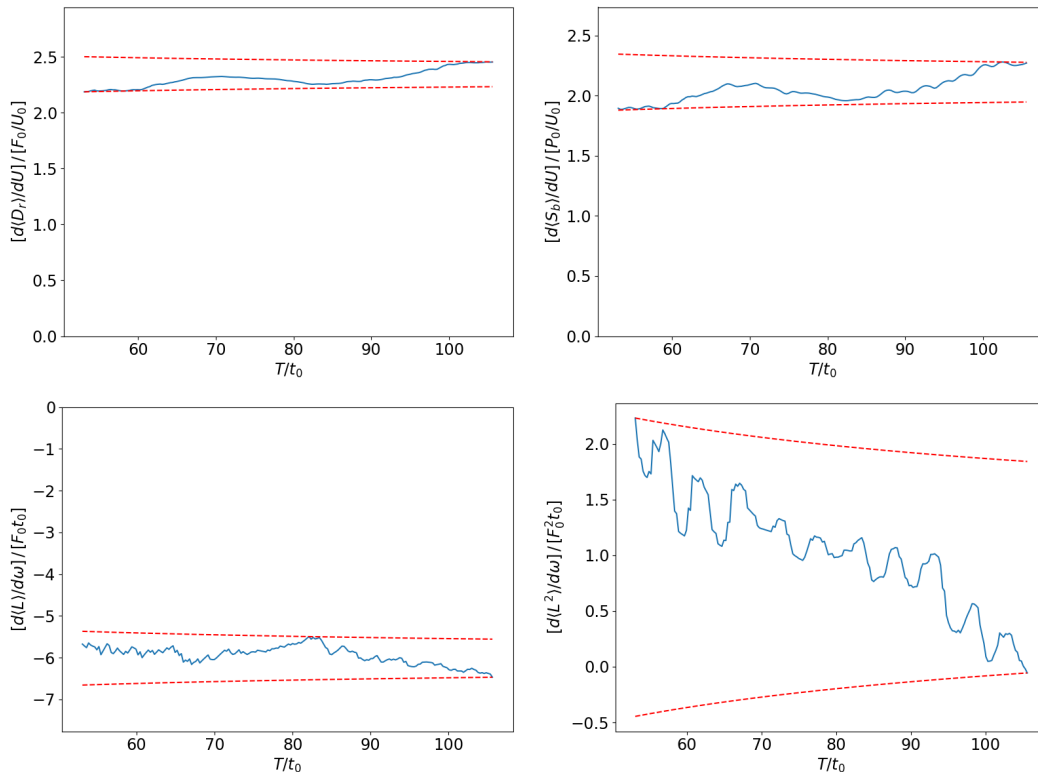 [d⟨D_r⟩/dU] / [F_0/U_0]
2.5
2.0
1.5
1.0
0.5
0.0
60 70 80 90 100
T/t_0
[d⟨S_b⟩/dU] / [P_0/U_0]
2.5
2.0
1.5
1.0
0.5
0.0
60 70 80 90 100
T/t_0
[d⟨L⟩/dω] / [F_0t_0]
0
−1
−2
−3
−4
−5
−6
−7
60 70 80 90 100
T/t_0
[d⟨L^2⟩/dω] / [F_0^2t_0]
2.0
1.5
1.0
0.5
0.0
−0.5
60 70 80 90 100
T/t_0